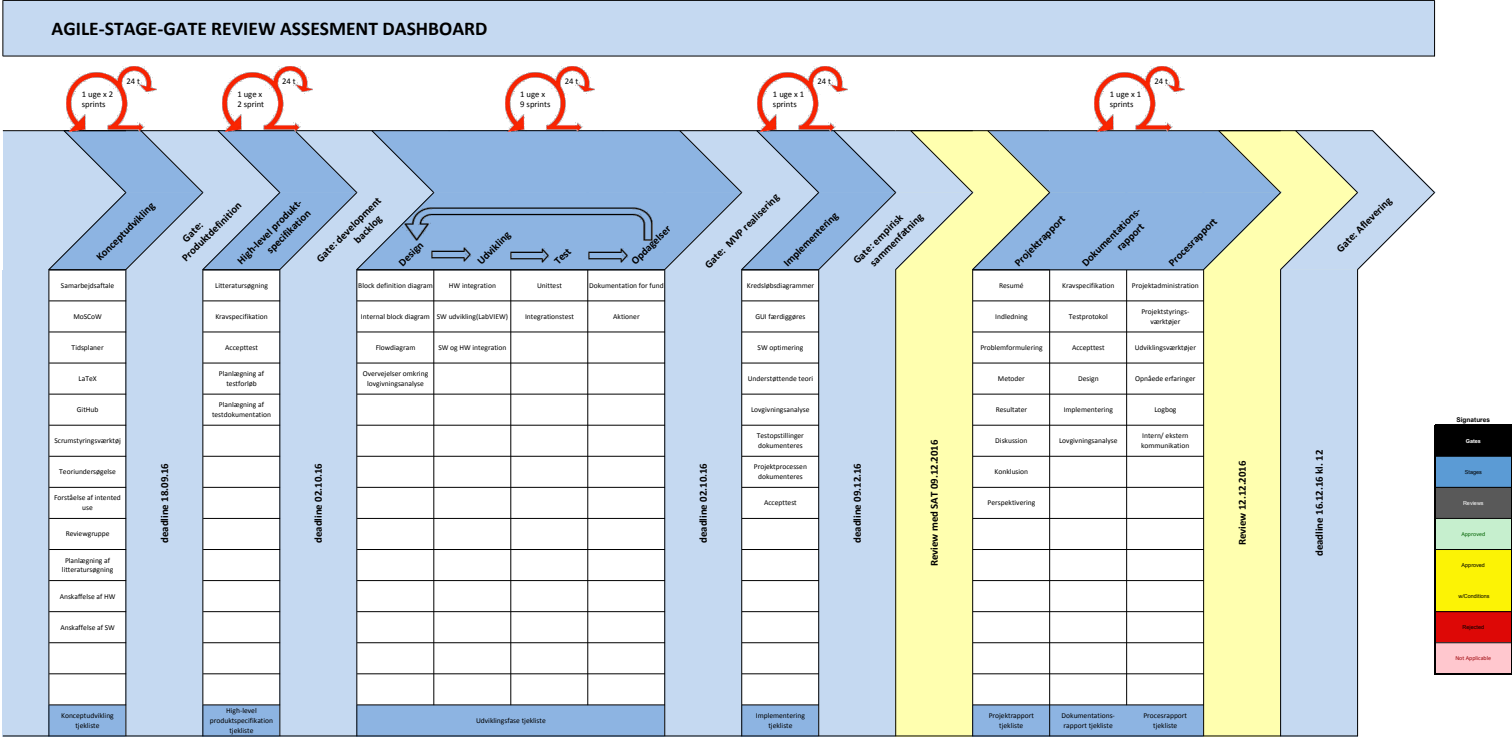 AGILE-STAGE-GATE REVIEW ASSESMENT DASHBOARD
1 uge x 2
sprints
24 t
1 uge x
2 sprint
24 t
1 uge x
9 sprints
24 t
1 uge x 1
sprints
24 t
1 uge x 1
sprints
24 t
Konceptudvikling
Gate:
Produktdefinition
High-level produkt-
specifikation
Gate: development
backlog
Design
Udvikling
Test
Opdagelser
Gate: MVP realisering
Implementering
Gate: empirisk
sammenfatning
Projektrapport
Dokumentations-
rapport
Procesrapport
Gate: Aflevering
Samarbejdsaftale
MoSCoW
Tidsplaner
LaTeX
GitHub
Scrumstyringsværktøj
Teoriundersøgelse
Forståelse af intented
use
Reviewgruppe
Planlægning af
litteratursøgning
Anskaffelse af HW
Anskaffelse af SW
Konceptudvikling
tjekliste
deadline 18.09.16
Litteratursøgning
Kravspecifikation
Accepttest
Planlægning af
testforløb
Planlægning af
testdokumentation
High-level
produktspecifikation
tjekliste
deadline 02.10.16
Block definition diagram
Internal block diagram
Flowdiagram
Overvejelser omkring
lovgivningsanalyse
HW integration
SW udvikling(LabVIEW)
SW og HW integration
Unittest
Integrationstest
Dokumentation for fund
Aktioner
Udviklingsfase tjekliste
deadline 02.10.16
Kredsløbsdiagrammer
GUI færdiggøres
SW optimering
Understøttende teori
Lovgivningsanalyse
Testopstillinger
dokumenteres
Projektprocessen
dokumenteres
Accepttest
Implementering
tjekliste
deadline 09.12.16
Review med SAT 09.12.2016
Resumé
Indledning
Problemformulering
Metoder
Resultater
Diskussion
Konklusion
Perspektivering
Projektrapport
tjekliste
Kravspecifikation
Testprotokol
Accepttest
Design
Implementering
Lovgivningsanalyse
Dokumentations-
rapport tjekliste
Projektadministration
Projektstyrings-
værktøjer
Udviklingsværktøjer
Opnåede erfaringer
Logbog
Intern/ ekstern
kommunikation
Procesrapport
tjekliste
Review 12.12.2016
deadline 16.12.16 kl. 12
Signatures
Gates
Stages
Reviews
Approved
Approved
w/Conditions
Rejected
Not Applicable